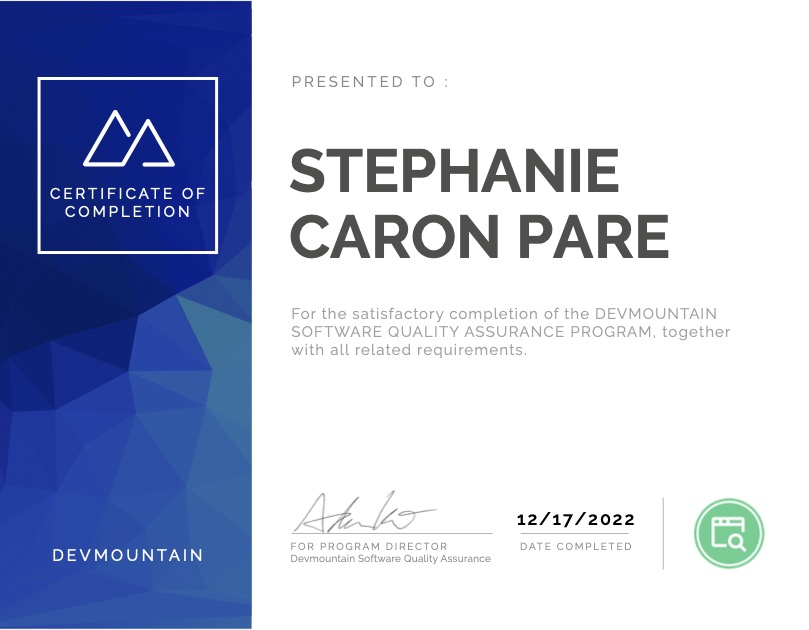 CERTIFICATE OF
COMPLETION
DEVMOUNTAIN
PRESENTED TO :
STEPHANIE
CARON PARE
For the satisfactory completion of the DEVMOUNTAIN
SOFTWARE QUALITY ASSURANCE PROGRAM, together
with all related requirements.
FOR PROGRAM DIRECTOR
Devmountain Software Quality Assurance
12/17/2022
DATE COMPLETED